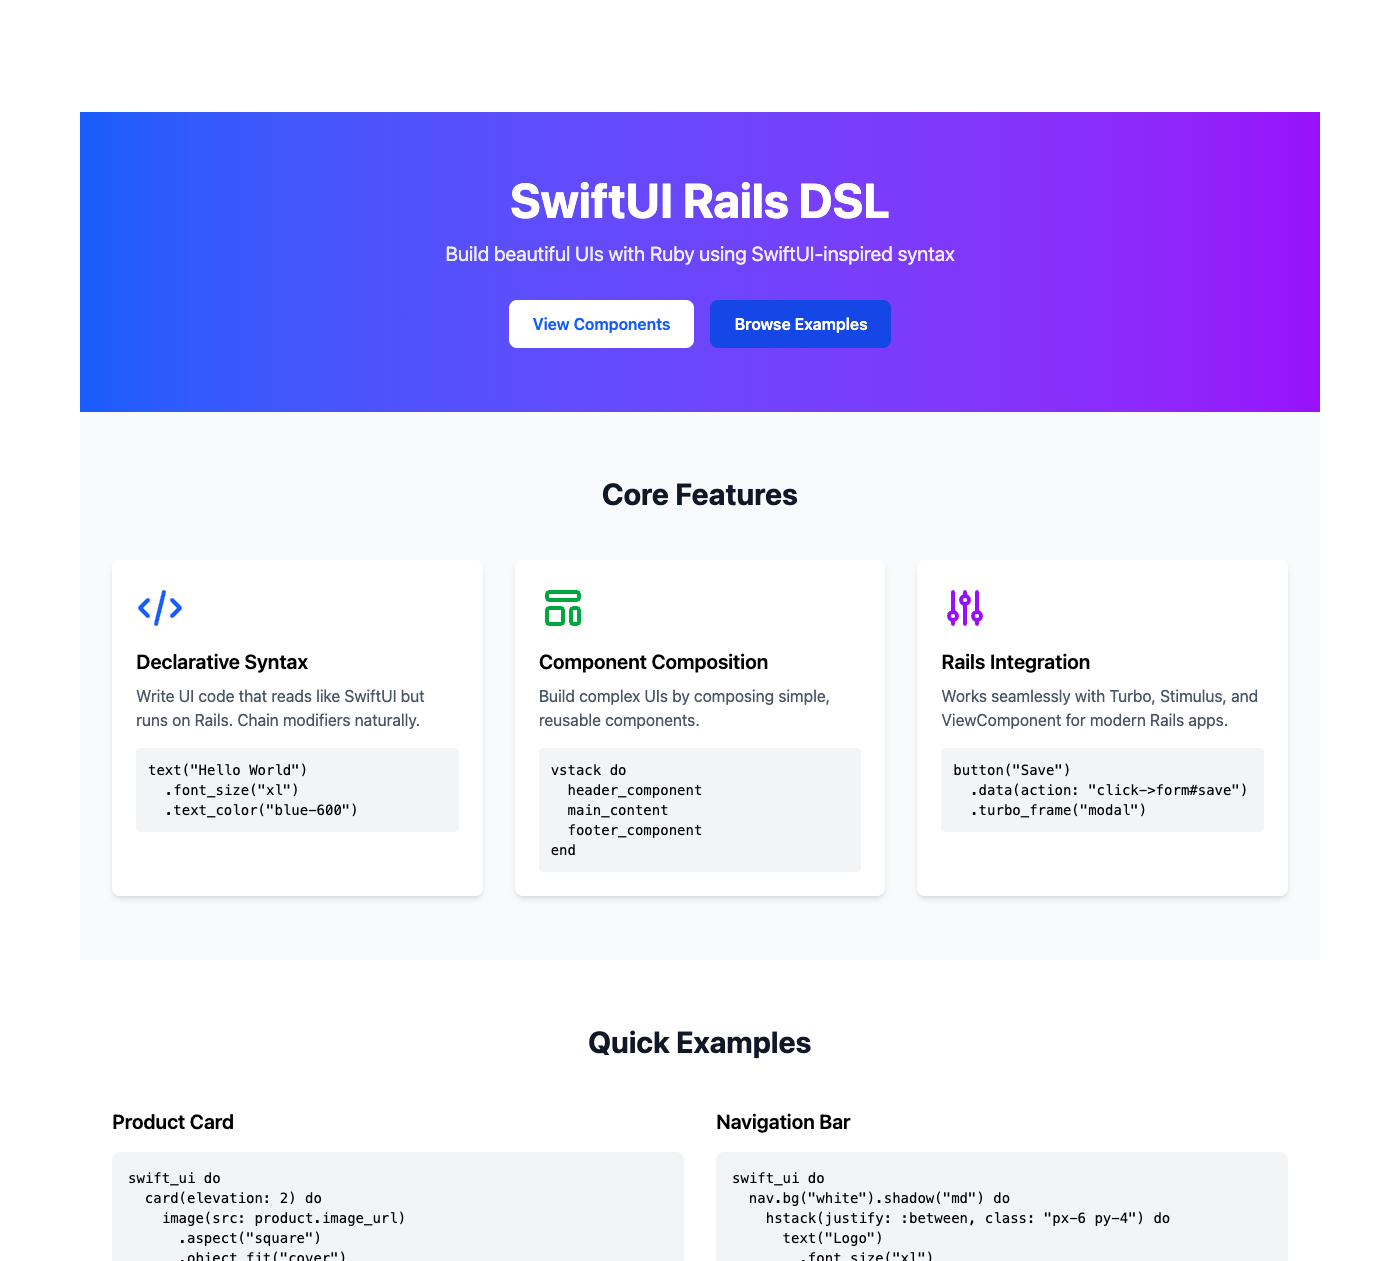 SwiftUI Rails DSL
Build beautiful UIs with Ruby using SwiftUI-inspired syntax
View Components
Browse Examples
Core Features
Declarative Syntax
Write UI code that reads like SwiftUI but
runs on Rails. Chain modifiers naturally.
text("Hello World")
  .font_size("xl")
  .text_color("blue-600")
Component Composition
Build complex UIs by composing simple,
reusable components.
vstack do
  header_component
  main_content
  footer_component
end
Rails Integration
Works seamlessly with Turbo, Stimulus, and
ViewComponent for modern Rails apps.
button("Save")
  .data(action: "click->form#save")
  .turbo_frame("modal")
Quick Examples
Product Card
swift_ui do
  card(elevation: 2) do
    image(src: product.image_url)
      .aspect("square")
      .object_fit("cover")
Navigation Bar
swift_ui do
  nav.bg("white").shadow("md") do
    hstack(justify: :between, class: "px-6 py-4") do
      text("Logo")
        .font_size("xl")